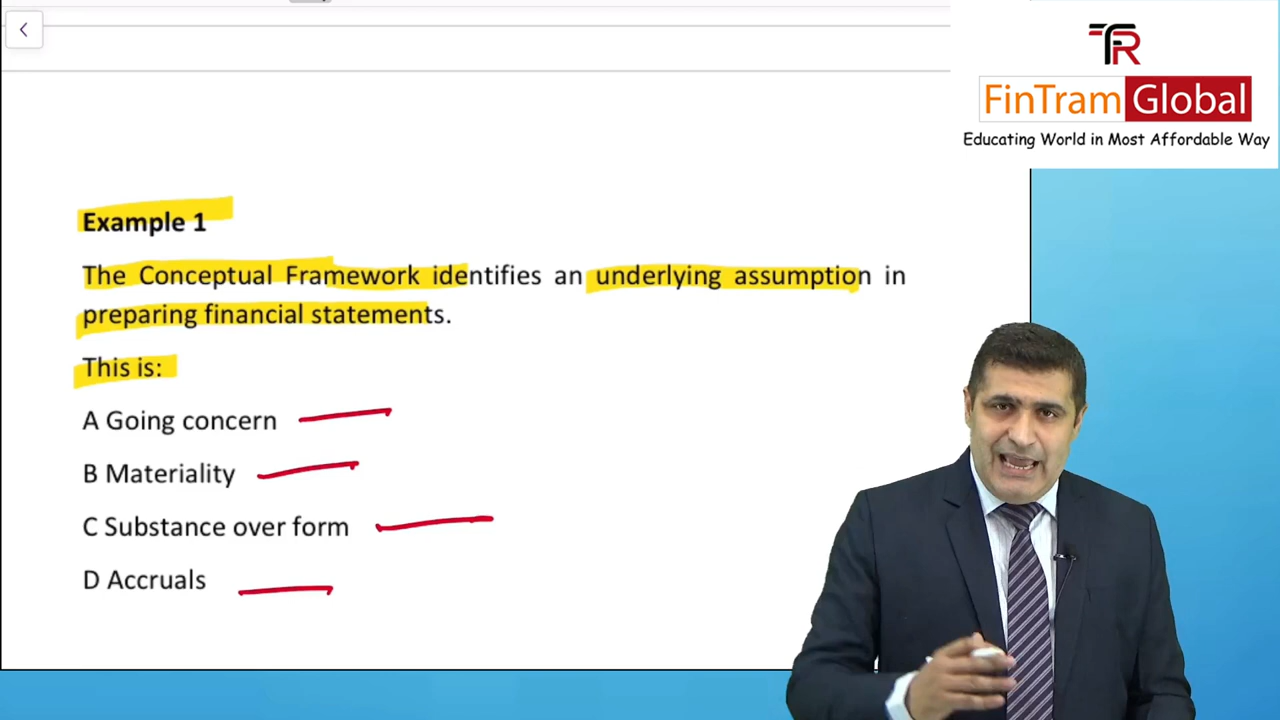 FR
FinTram Global
Educating World in Most Affordable Way
Example 1
The Conceptual Framework identifies an underlying assumption in
preparing financial statements.
This is:
A Going concern
B Materiality
C Substance over form
D Accruals